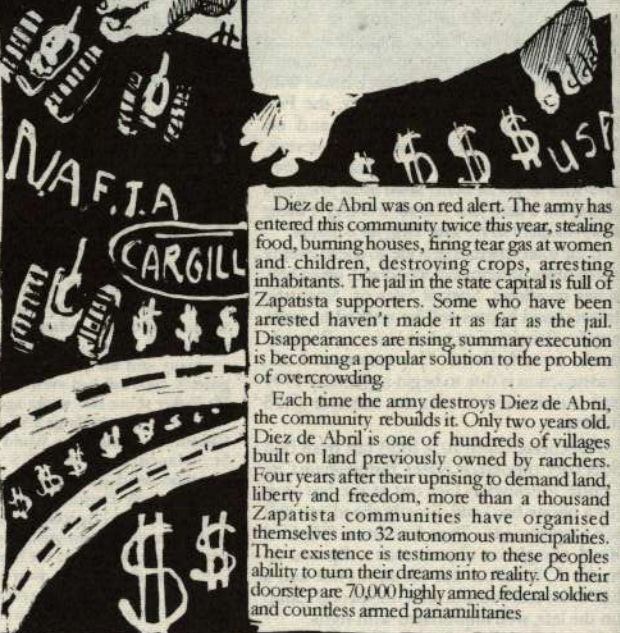 N.A.F.T.A
CARGILL
$ $ $
$ $ $ $ $
$ $
$ $ $ USA
Diez de Abril was on red alert. The army has
entered this community twice this year, stealing
food, burning houses, firing tear gas at women
and children, destroying crops, arresting
inhabitants. The jail in the state capital is full of
Zapatista supporters. Some who have been
arrested haven't made it as far as the jail.
Disappearances are rising, summary execution
is becoming a popular solution to the problem
of overcrowding
Each time the army destroys Diez de Abril,
the community rebuilds it. Only two years old.
Diez de Abril is one of hundreds of villages
built on land previously owned by ranchers.
Four years after their uprising to demand land,
liberty and freedom, more than a thousand
Zapatista communities have organised
themselves into 32 autonomous municipalities.
Their existence is testimony to these peoples
ability to turn their dreams into reality. On their
doorstep are 70,000 highly armed federal soldiers
and countless armed panamilitaries